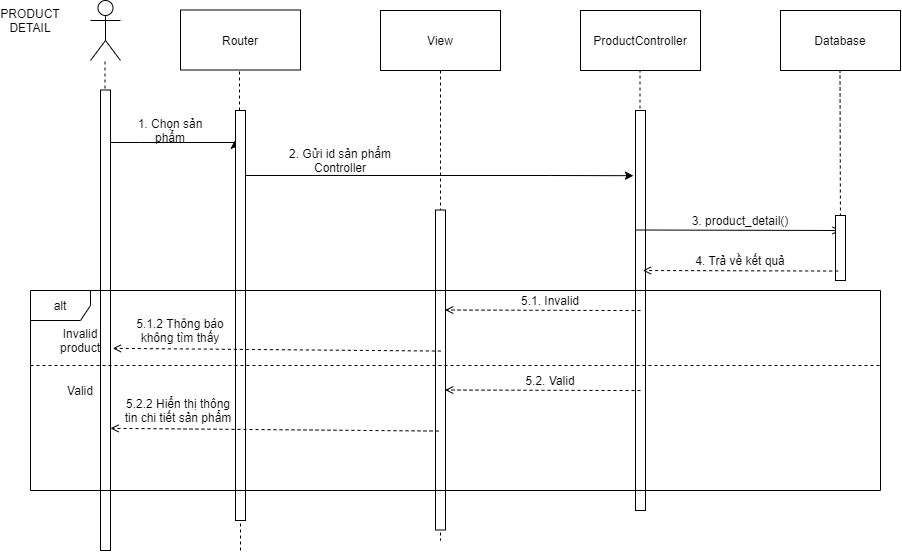 PRODUCT
DETAIL
Router
View
ProductController
Database
1. Chọn sản
phẩm
2. Gửi id sản phẩm
Controller
3. product_detail()
4. Trả về kết quả
alt
5.1. Invalid
5.1.2 Thông báo
không tìm thấy
Invalid
product
5.2. Valid
Valid
5.2.2 Hiển thị thông
tin chi tiết sản phẩm